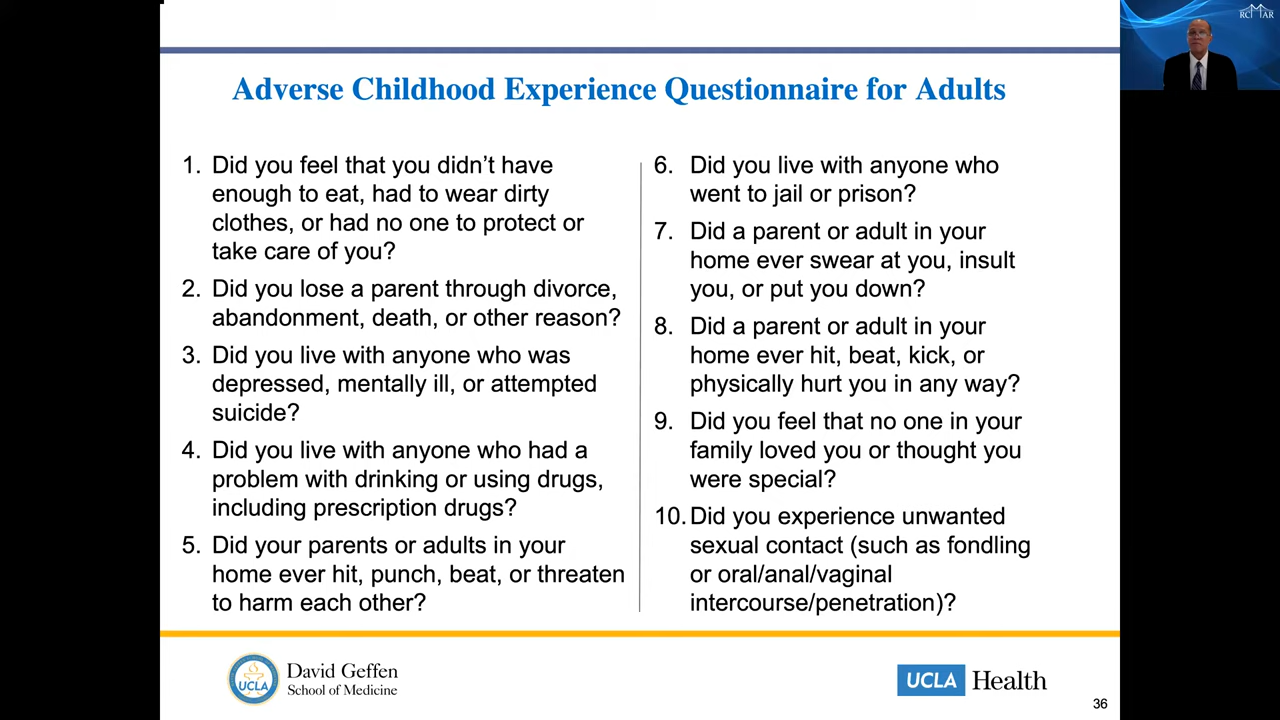 Adverse Childhood Experience Questionnaire for Adults
1. Did you feel that you didn't have
enough to eat, had to wear dirty
clothes, or had no one to protect or
take care of you?
2. Did you lose a parent through divorce,
abandonment, death, or other reason?
3. Did you live with anyone who was
depressed, mentally ill, or attempted
suicide?
4. Did you live with anyone who had a
problem with drinking or using drugs,
including prescription drugs?
5. Did your parents or adults in your
home ever hit, punch, beat, or threaten
to harm each other?
6. Did you live with anyone who
went to jail or prison?
7. Did a parent or adult in your
home ever swear at you, insult
you, or put you down?
8. Did a parent or adult in your
home ever hit, beat, kick, or
physically hurt you in any way?
9. Did you feel that no one in your
family loved you or thought you
were special?
10. Did you experience unwanted
sexual contact (such as fondling
or oral/anal/vaginal
intercourse/penetration)?
UCLA
David Geffen
School of Medicine
UCLA Health
36
RCMAR